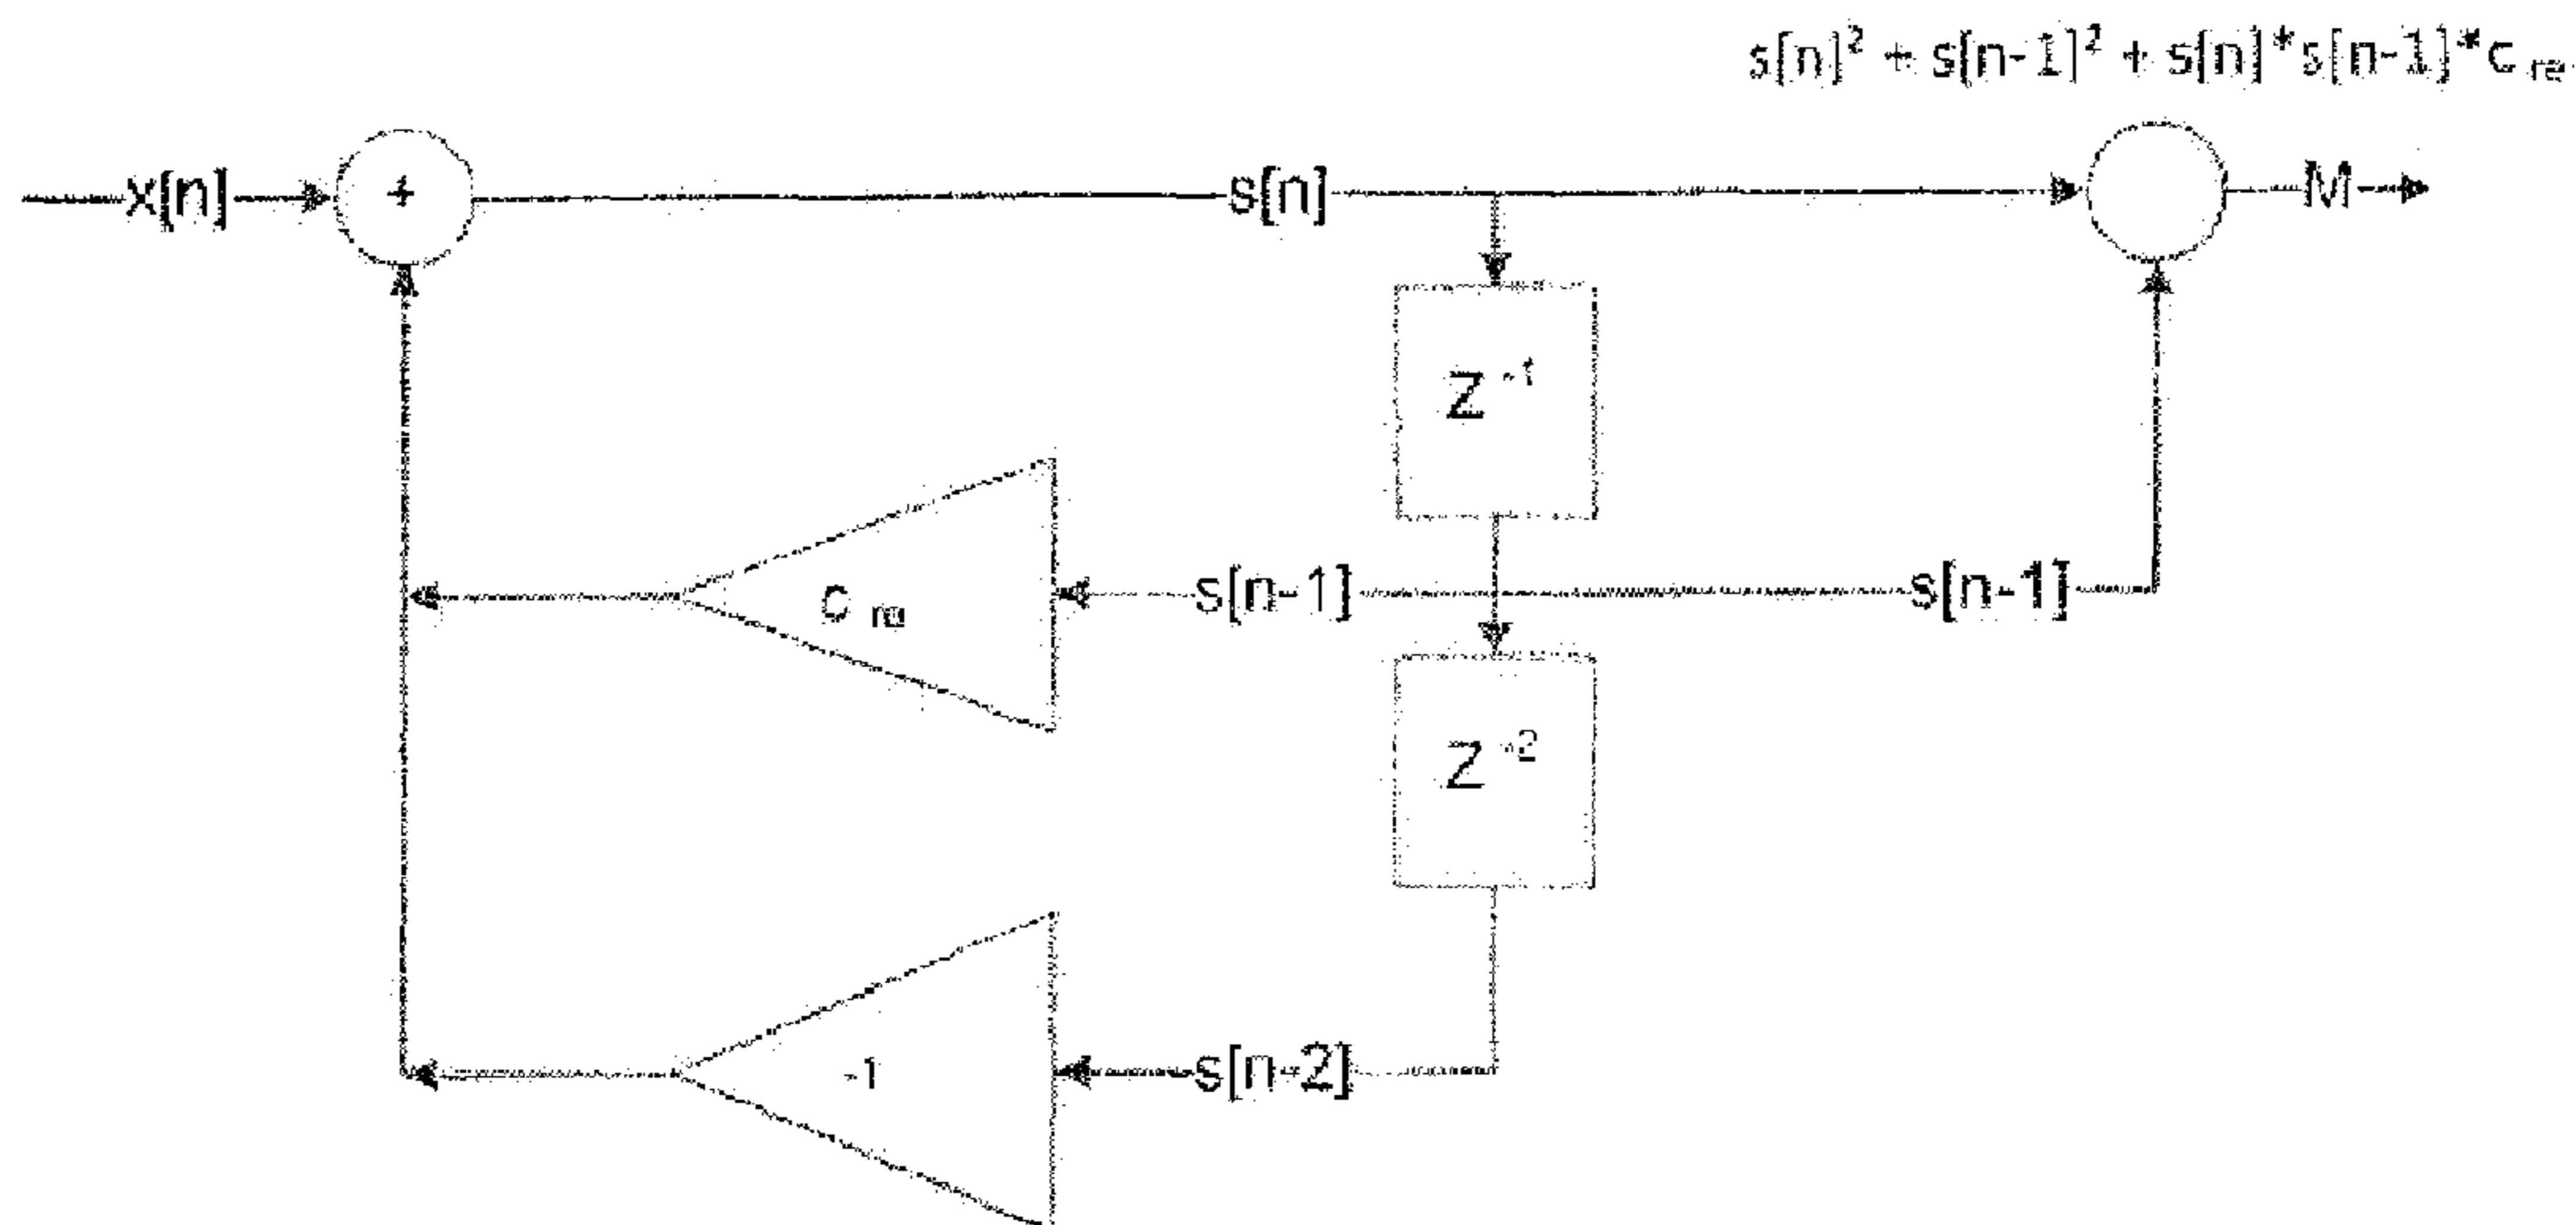 s[n]² + s[n-1]² + s[n]*s[n-1]*c re
x[n]
+
s[n]
M
z⁻¹
c re
s[n-1]
s[n-1]
z⁻²
-1
s[n-2]